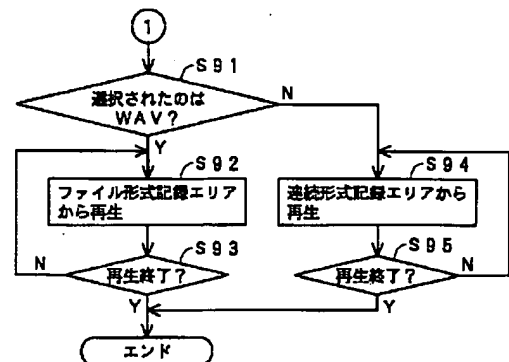 1
S91
選択されたのは
WAV?
N
Y
S92
ファイル形式記録エリア
から再生
S94
連続形式記録エリアから
再生
S93
再生終了?
N
Y
S95
再生終了?
N
Y
エンド